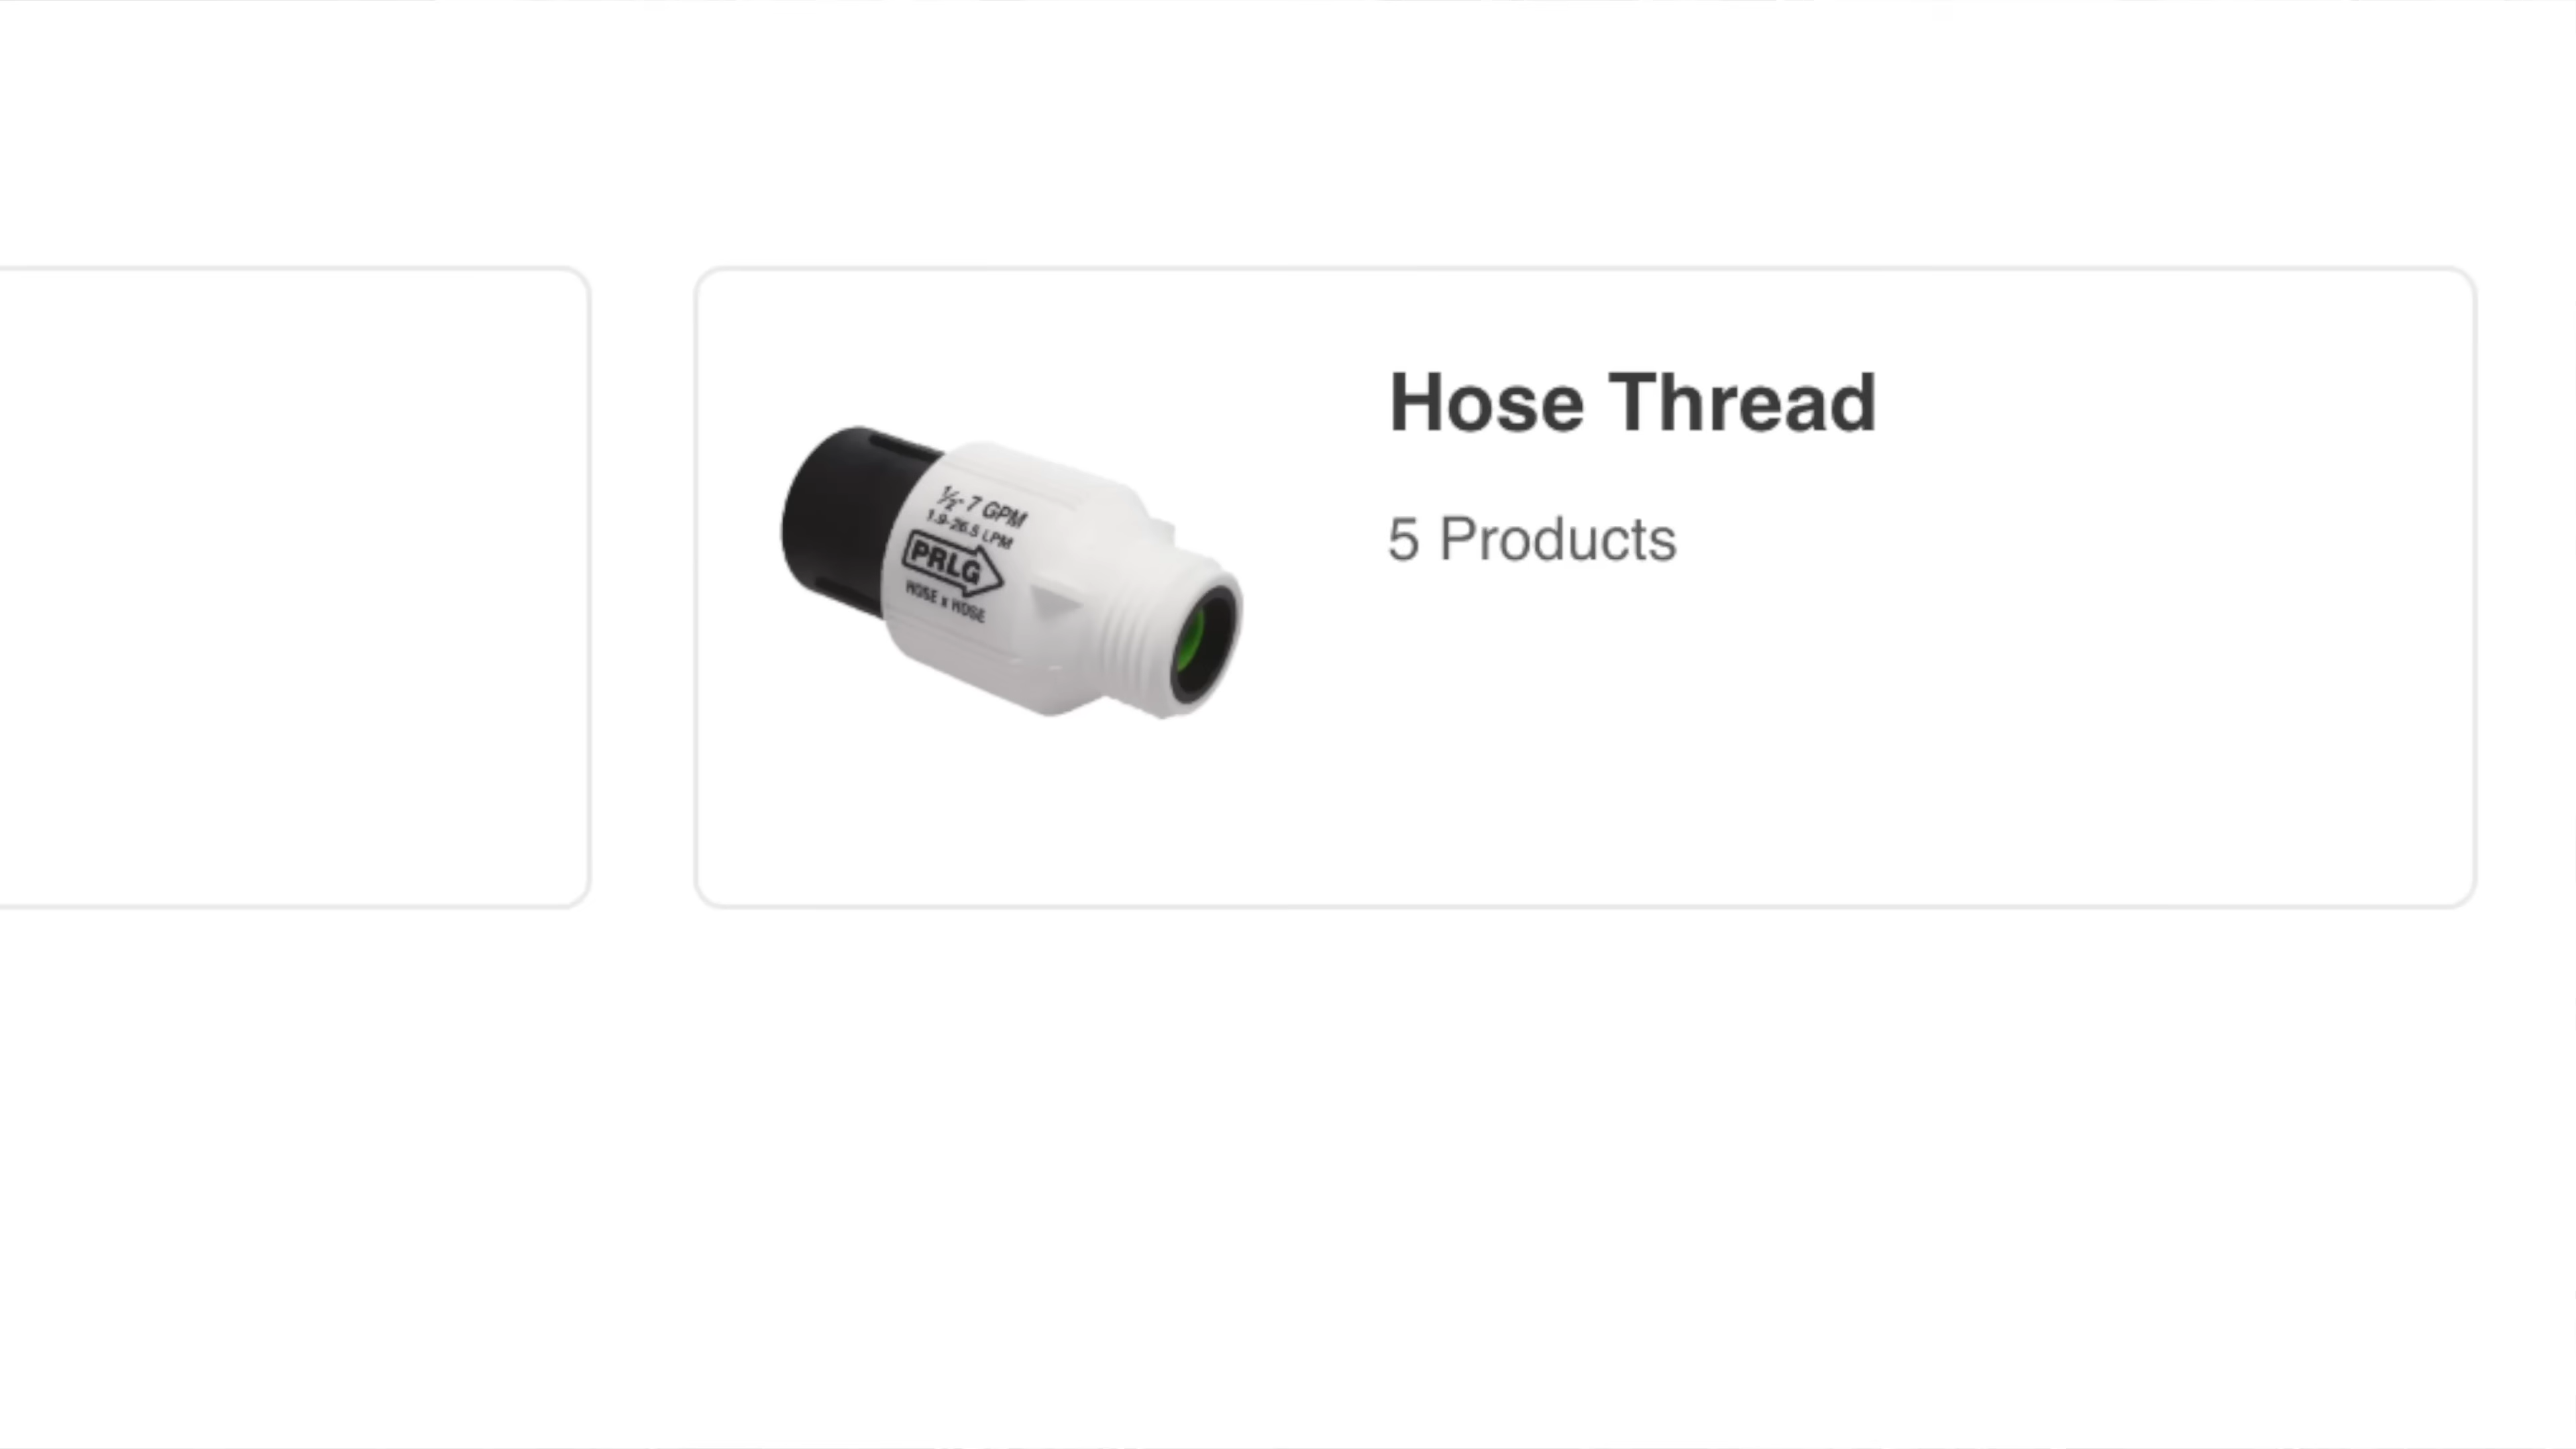 Hose Thread
5 Products
½- 7 GPM
1.9-26.5 LPM
PRLG
HOSE x HOSE